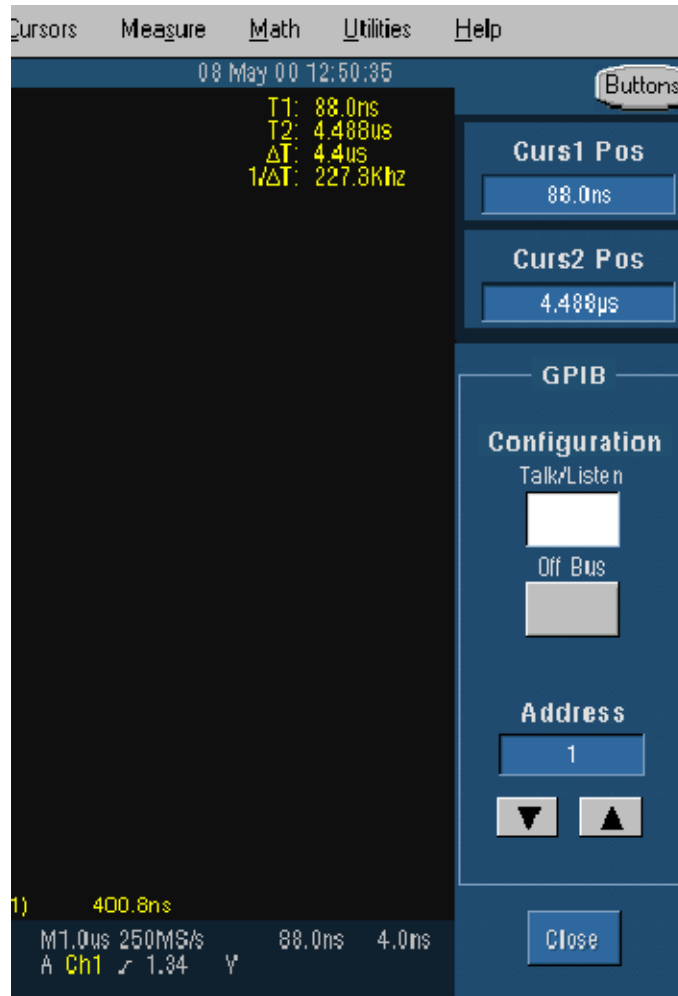 Cursors Measure Math Utilities Help
08 May 00 12:50:35
Buttons
T1: 88.0ns
T2: 4.488us
ΔT: 4.4us
1/ΔT: 227.3Khz
Curs1 Pos
88.0ns
Curs2 Pos
4.488µs
GPIB
Configuration
Talk/Listen
Off Bus
Address
1
1) 400.8ns
M1.0us 250MS/s 88.0ns 4.0ns
A Ch1 1.34 V
Close